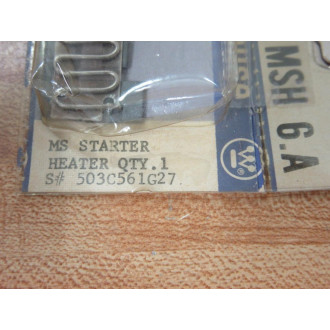 MS STARTER
HEATER QTY.1
S# 503C561G27
MSH 6.A